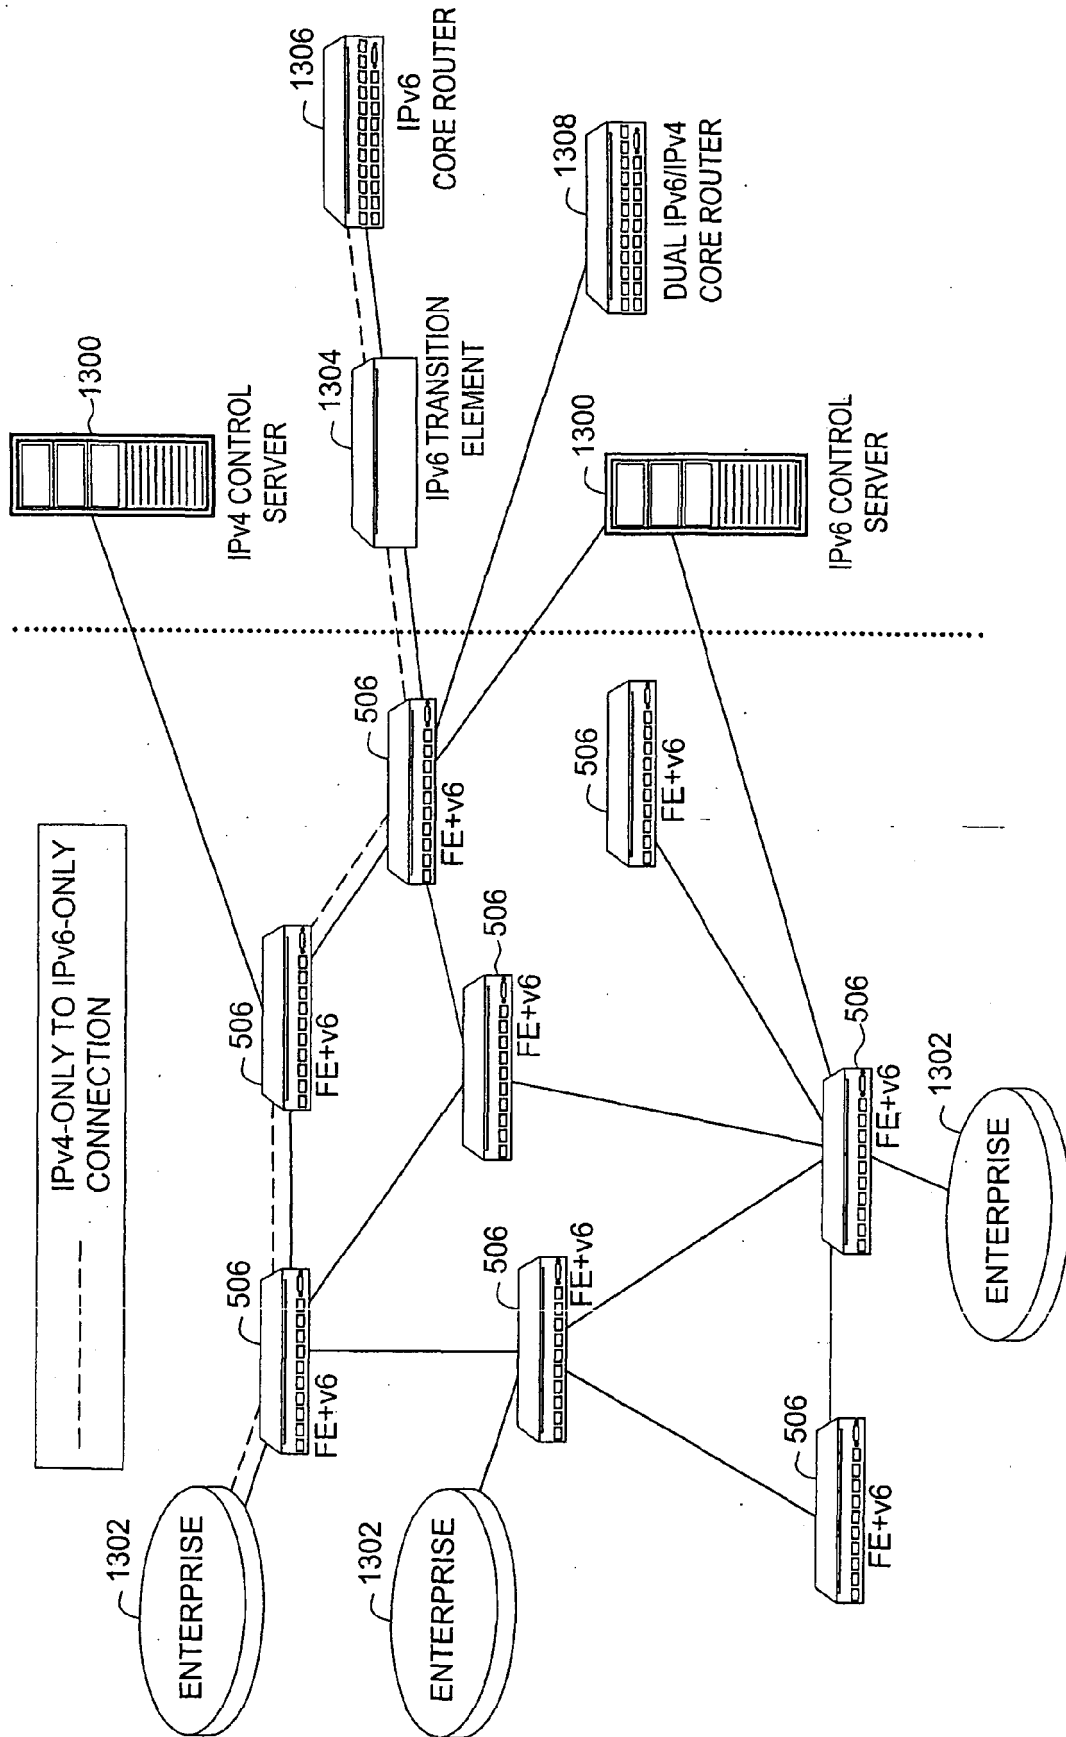 IPv4-ONLY TO IPv6-ONLY
CONNECTION
1302
ENTERPRISE
506
FE+v6
506
FE+v6
1300
IPv4 CONTROL
SERVER
506
FE+v6
1304
IPv6 TRANSITION
ELEMENT
1306
IPv6
CORE ROUTER
1302
ENTERPRISE
506
FE+v6
506
FE+v6
506
FE+v6
1308
DUAL IPv6/IPv4
CORE ROUTER
1300
IPv6 CONTROL
SERVER
506
FE+v6
506
FE+v6
1302
ENTERPRISE